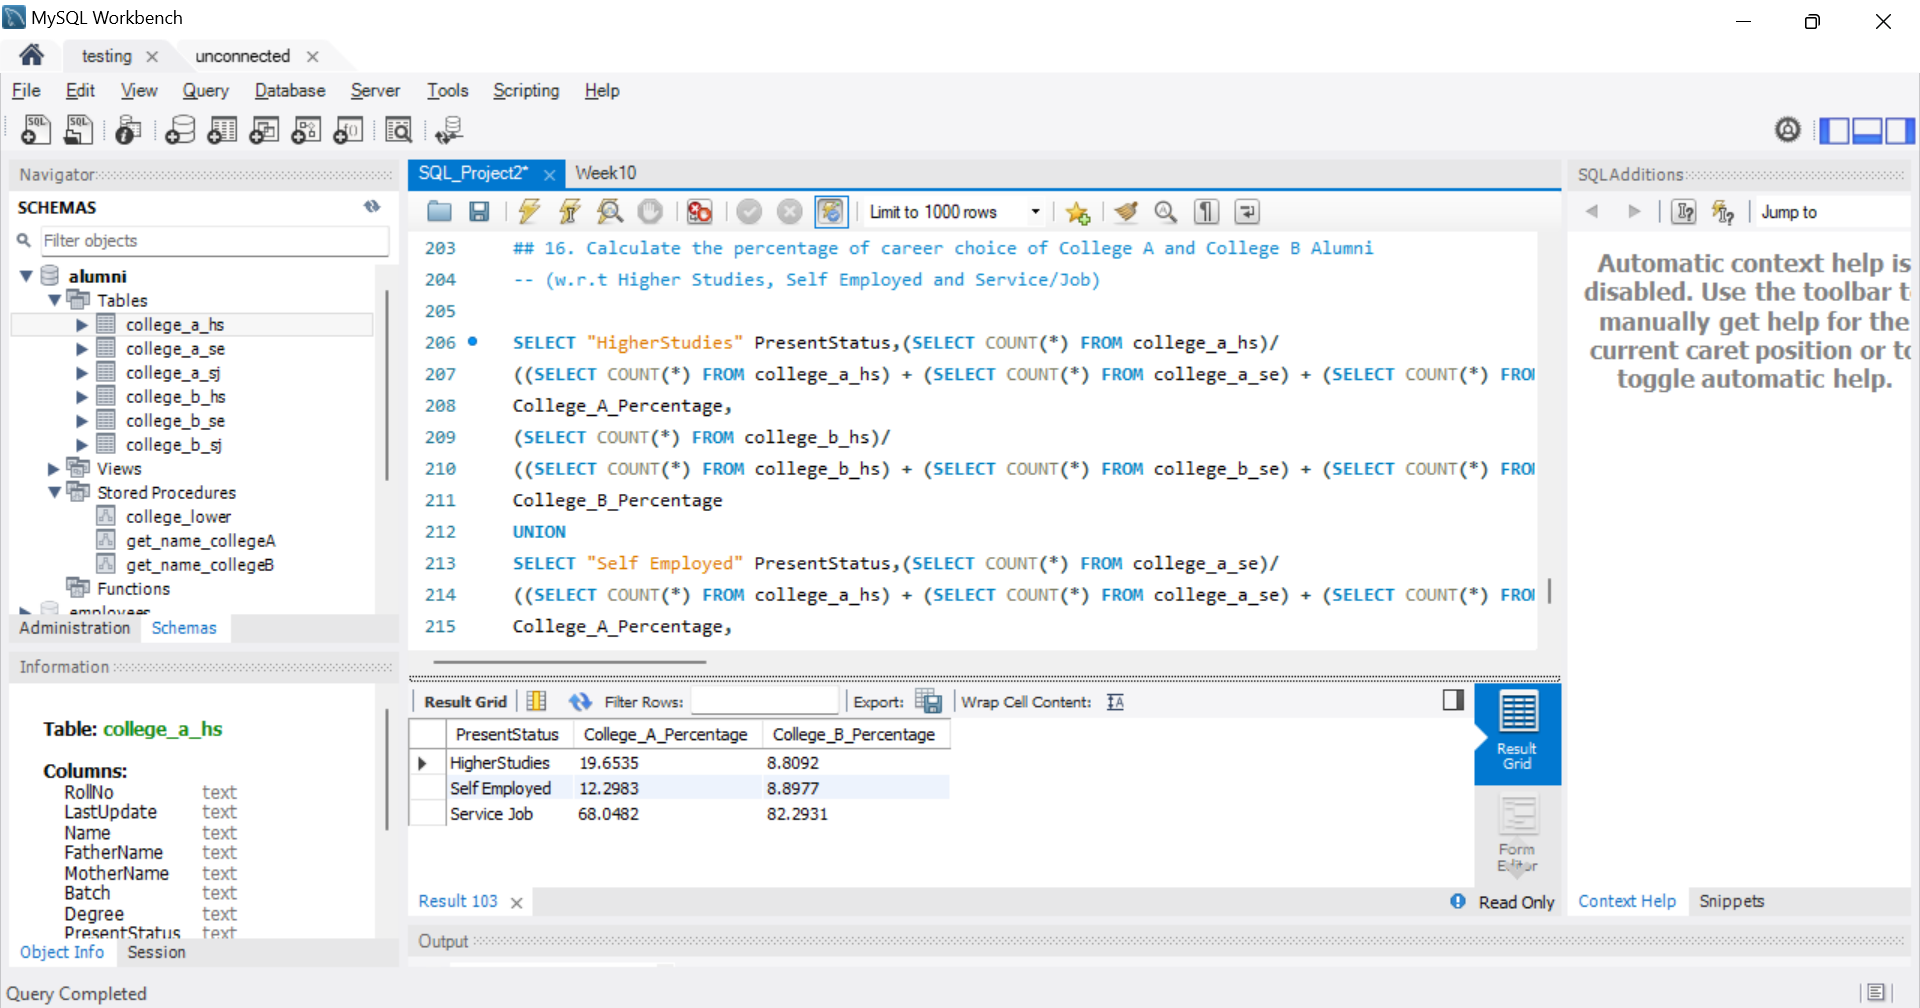 MySQL Workbench
testing
unconnected
File Edit View Query Database Server Tools Scripting Help
Navigator
SCHEMAS
Filter objects
alumni
Tables
college_a_hs
college_a_se
college_a_sj
college_b_hs
college_b_se
college_b_sj
Views
Stored Procedures
college_lower
get_name_collegeA
get_name_collegeB
Functions
employees
Administration Schemas
Information
Table: college_a_hs
Columns:
RollNo text
LastUpdate text
Name text
FatherName text
MotherName text
Batch text
Degree text
PresentStatus text
Object Info Session
SQL_Project2* Week10
Limit to 1000 rows
203 ## 16. Calculate the percentage of career choice of College A and College B Alumni
204 -- (w.r.t Higher Studies, Self Employed and Service/Job)
205
206 SELECT "HigherStudies" PresentStatus,(SELECT COUNT(*) FROM college_a_hs)/
207 ((SELECT COUNT(*) FROM college_a_hs) + (SELECT COUNT(*) FROM college_a_se) + (SELECT COUNT(*) FROM
208 College_A_Percentage,
209 (SELECT COUNT(*) FROM college_b_hs)/
210 ((SELECT COUNT(*) FROM college_b_hs) + (SELECT COUNT(*) FROM college_b_se) + (SELECT COUNT(*) FROM
211 College_B_Percentage
212 UNION
213 SELECT "Self Employed" PresentStatus,(SELECT COUNT(*) FROM college_a_se)/
214 ((SELECT COUNT(*) FROM college_a_hs) + (SELECT COUNT(*) FROM college_a_se) + (SELECT COUNT(*) FROM
215 College_A_Percentage,
Result Grid Filter Rows: Export: Wrap Cell Content:
PresentStatus College_A_Percentage College_B_Percentage
HigherStudies 19.6535 8.8092
Self Employed 12.2983 8.8977
Service Job 68.0482 82.2931
Result Grid
Form Editor
Result 103
Read Only
Output
SQLAdditions
Jump to
Automatic context help is
disabled. Use the toolbar t
manually get help for the
current caret position or to
toggle automatic help.
Context Help Snippets
Query Completed